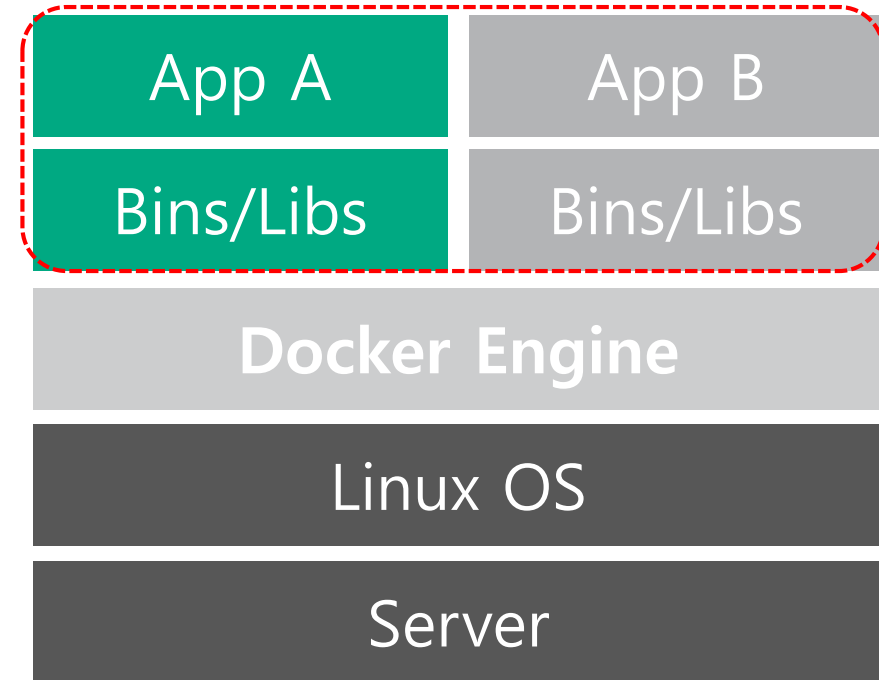 App A
App B
Bins/Libs
Bins/Libs
Docker Engine
Linux OS
Server